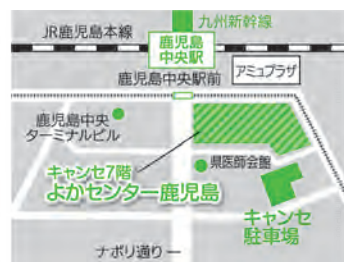 九州新幹線
JR鹿児島本線
鹿児島
中央駅
鹿児島中央駅前
アミュプラザ
鹿児島中央
ターミナルビル
県医師会館
キャンセ7階
よかセンター鹿児島
キャンセ
駐車場
ナポリ通り